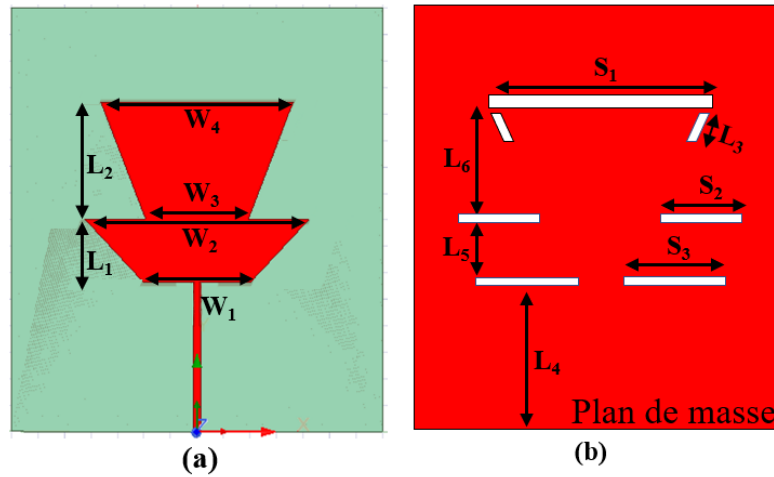 W₄
L₂
W₃
W₂
L₁
W₁
Z
X
(a)
S₁
L₃
L₆
S₂
L₅
S₃
L₄
Plan de masse
(b)